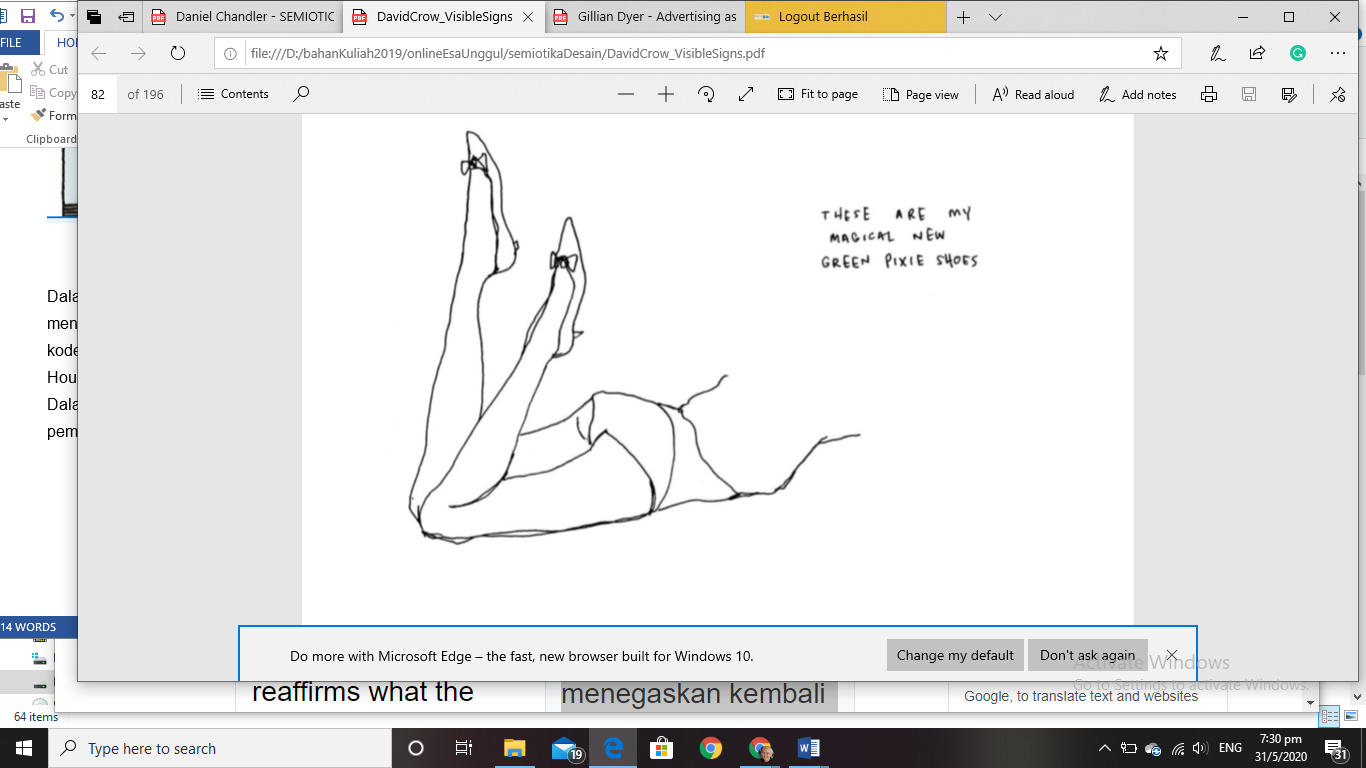 Daniel Chandler - SEMIOTIC
DavidCrow_VisibleSigns
Gillian Dyer - Advertising as
Logout Berhasil
FILE
HOM
file:///D:/bahanKuliah2019/onlineEsaUnggul/semiotikaDesain/DavidCrow_VisibleSigns.pdf
Cut
Copy
aste
Form
Clipboard
82 of 196
Contents
Fit to page
Page view
Read aloud
Add notes
THESE ARE MY
MAGICAL NEW
GREEN PIXIE SHOES
Dala
men
kode
Hou
Dala
pem
14 WORDS
Do more with Microsoft Edge – the fast, new browser built for Windows 10.
Change my default
Don't ask again
Activate Windows
Go to Settings to activate Windows.
reaffirms what the
menegaskan kembali
Google, to translate text and websites
64 items
Type here to search
19
ENG
7:30 pm
31/5/2020
31